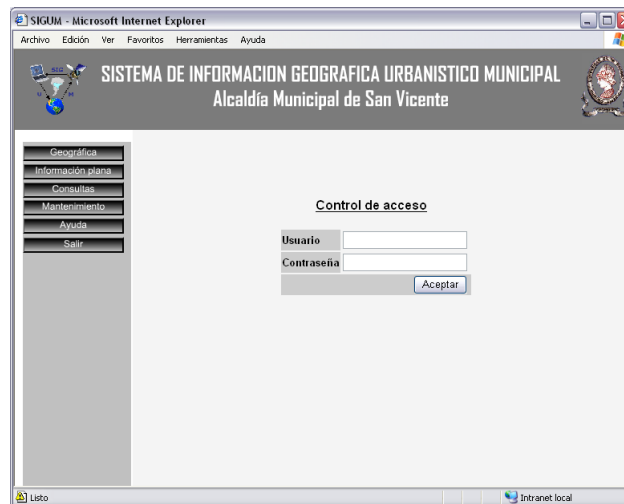 SIGUM - Microsoft Internet Explorer
Archivo Edición Ver Favoritos Herramientas Ayuda
SIG
U M
SISTEMA DE INFORMACION GEOGRAFICA URBANISTICO MUNICIPAL
Alcaldía Municipal de San Vicente
Geográfica
Información plana
Consultas
Mantenimiento
Ayuda
Salir
Control de acceso
Usuario
Contraseña
Aceptar
Listo
Intranet local